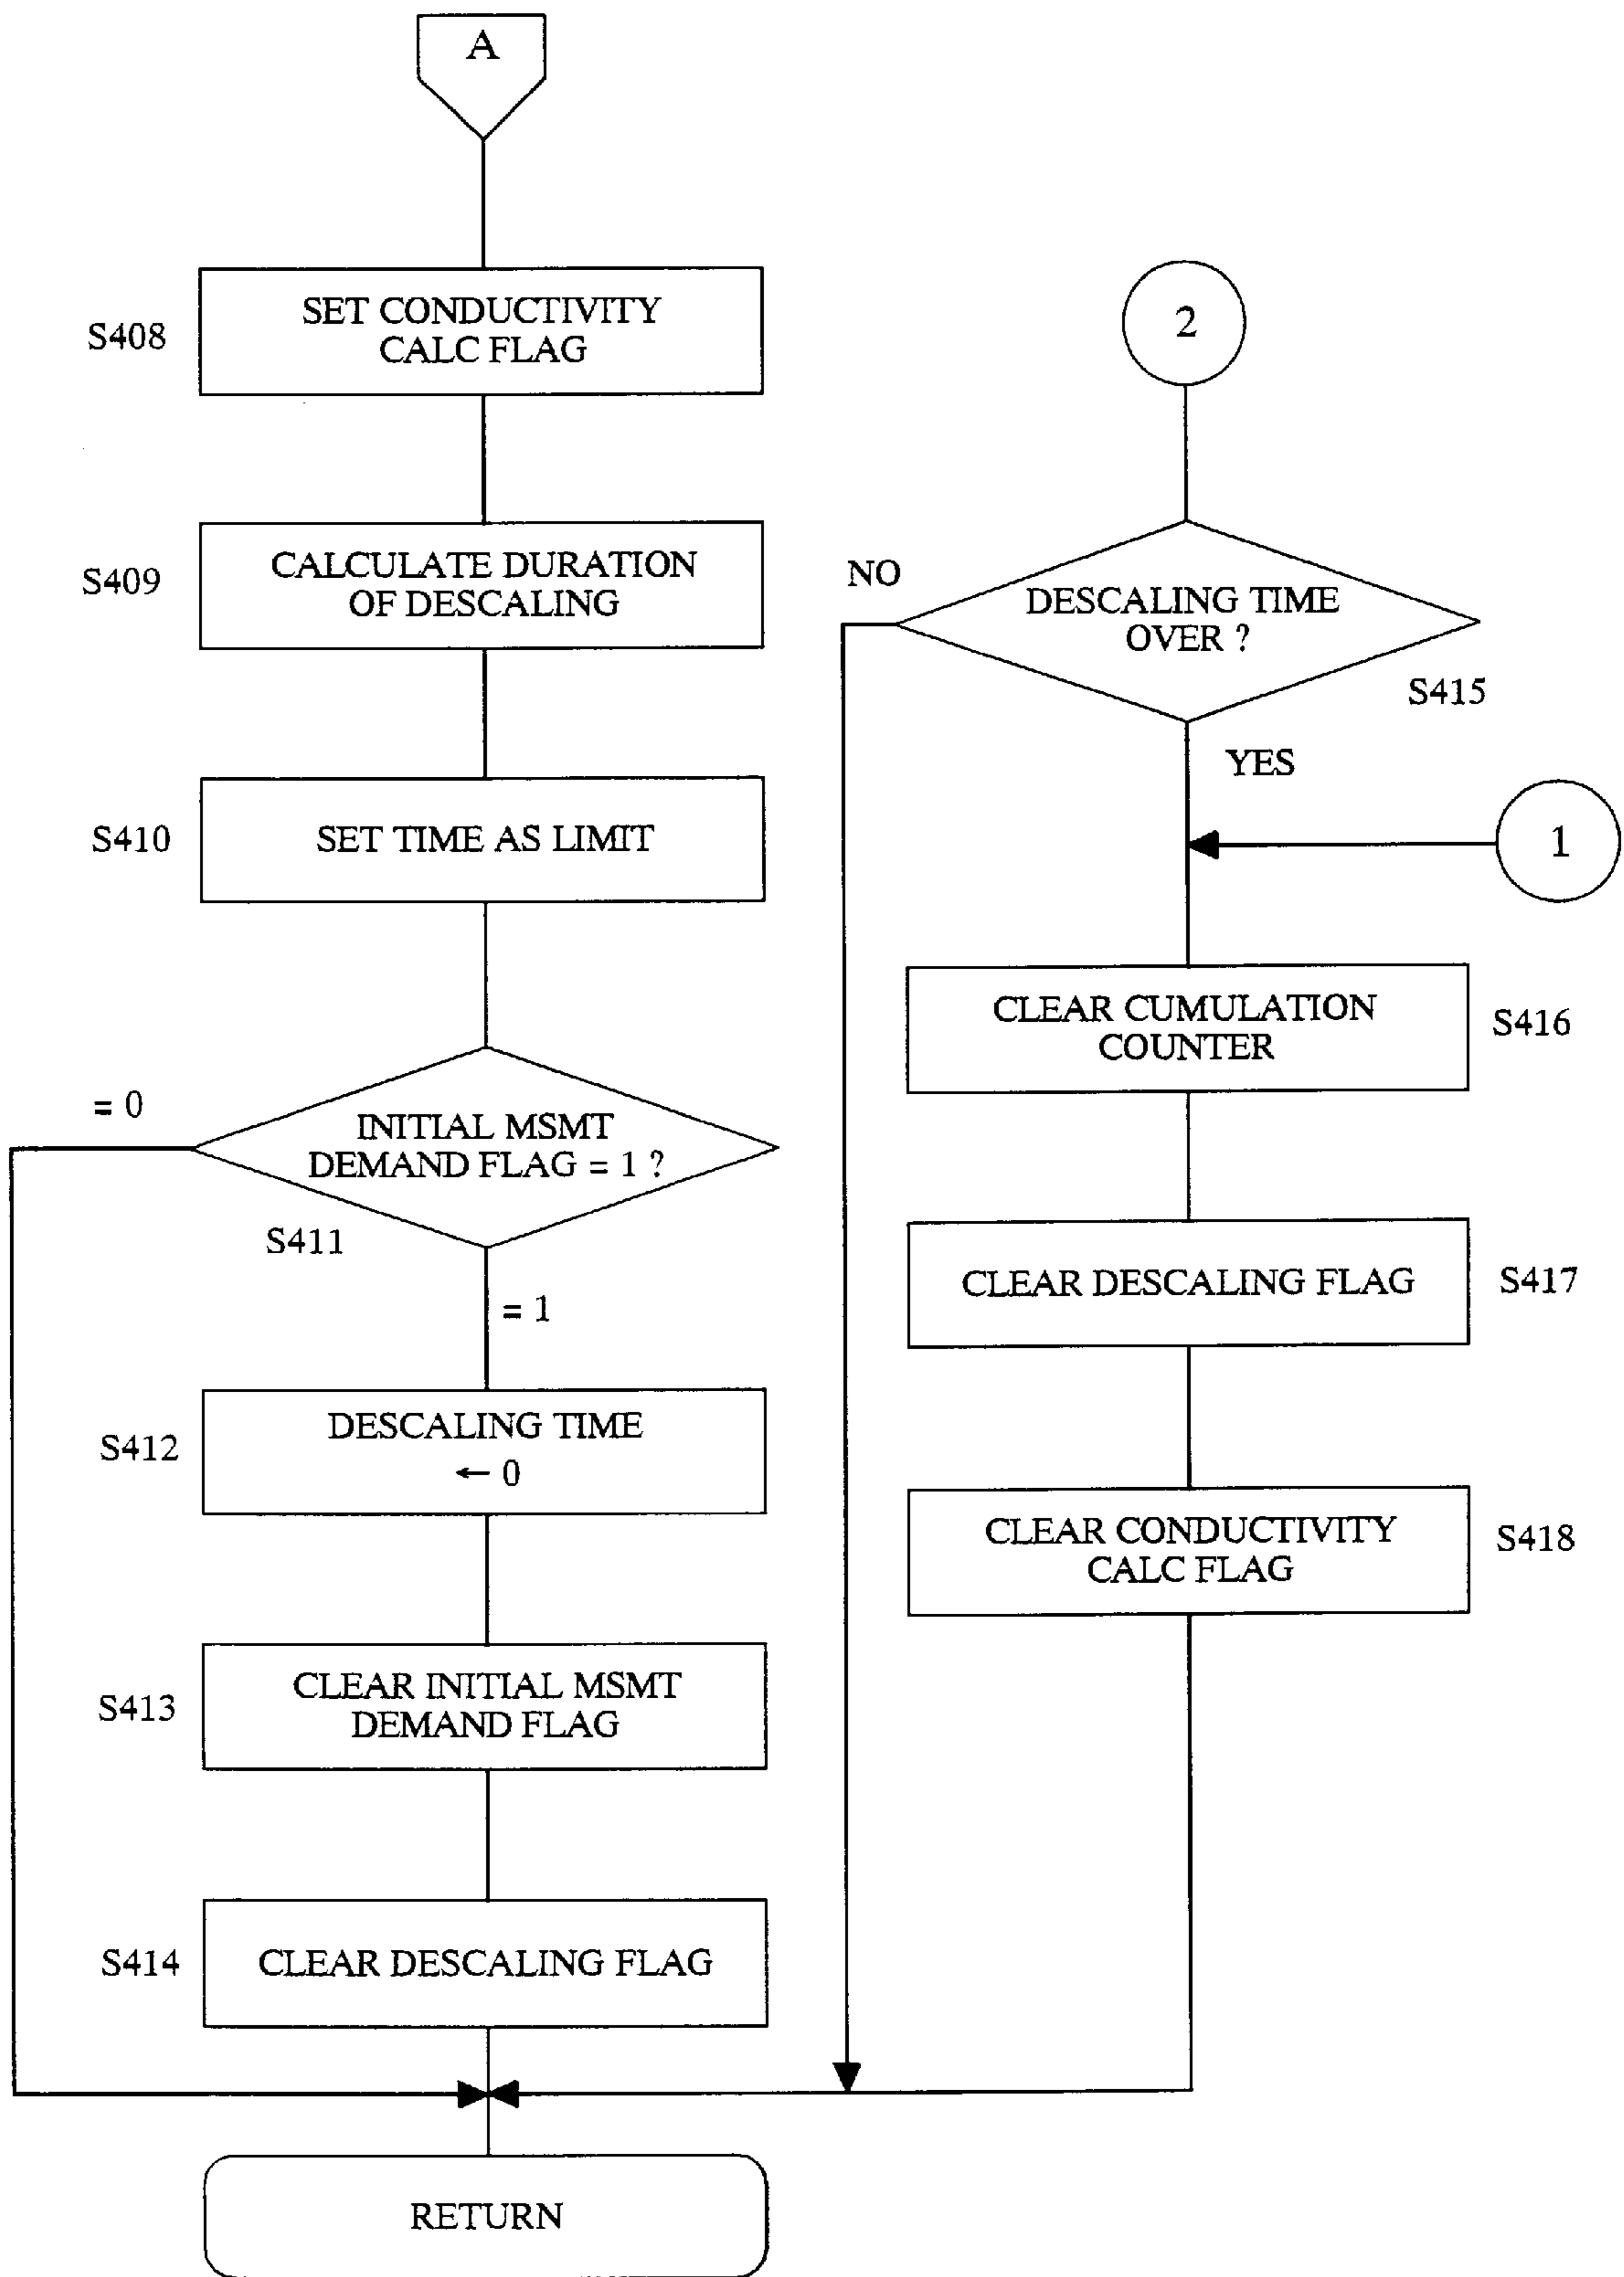 A
S408
SET CONDUCTIVITY
CALC FLAG
S409
CALCULATE DURATION
OF DESCALING
S410
SET TIME AS LIMIT
= 0
INITIAL MSMT
DEMAND FLAG = 1 ?
S411
= 1
S412
DESCALING TIME
← 0
S413
CLEAR INITIAL MSMT
DEMAND FLAG
S414
CLEAR DESCALING FLAG
RETURN
2
NO
DESCALING TIME
OVER ?
S415
YES
1
CLEAR CUMULATION
COUNTER
S416
CLEAR DESCALING FLAG
S417
CLEAR CONDUCTIVITY
CALC FLAG
S418